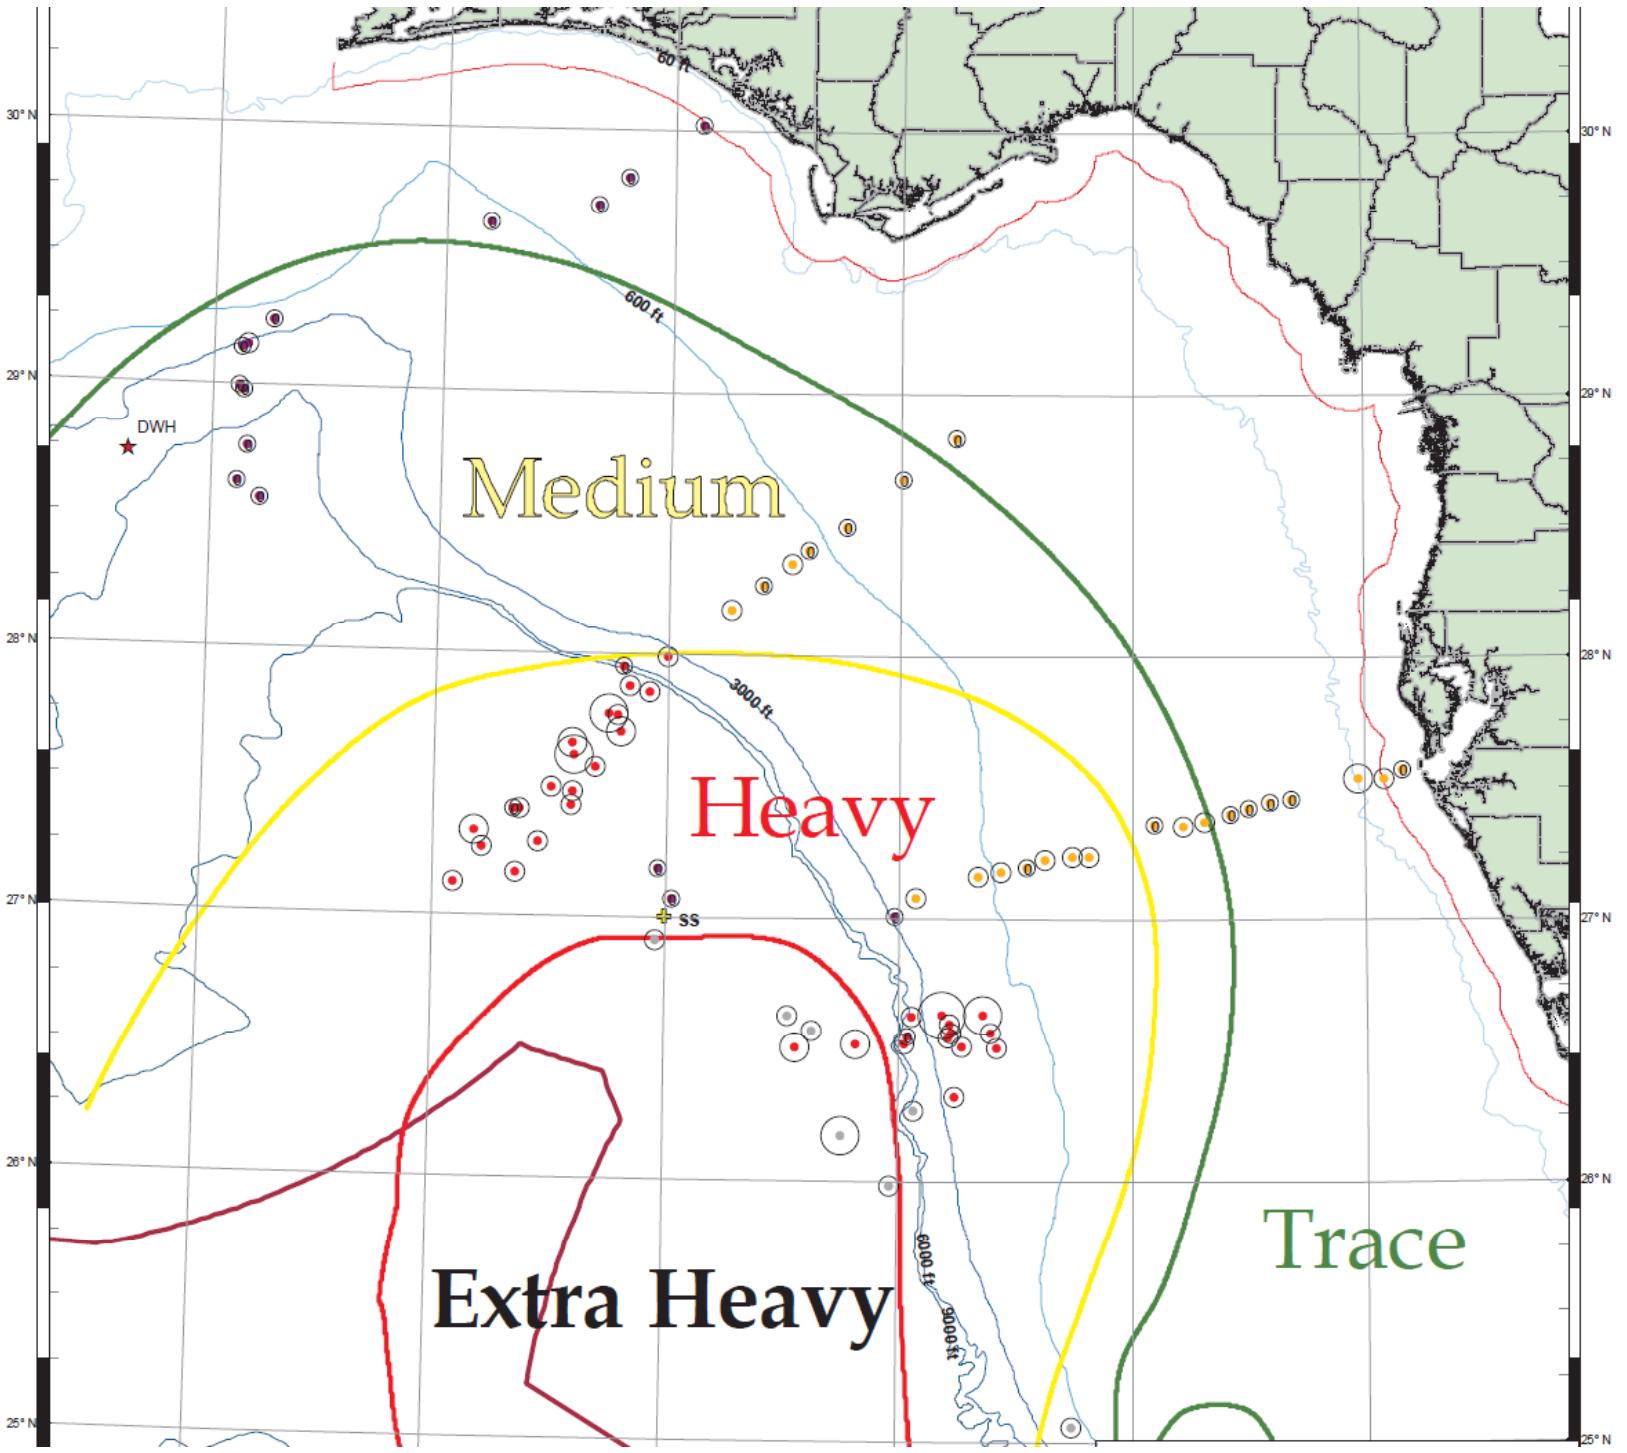 60 ft
30° N
30° N
600 ft
29° N
29° N
DWH
Medium
28° N
28° N
3000 ft
Heavy
27° N
27° N
ss
26° N
26° N
Trace
6000 ft
Extra Heavy
9000 ft
25° N
25° N